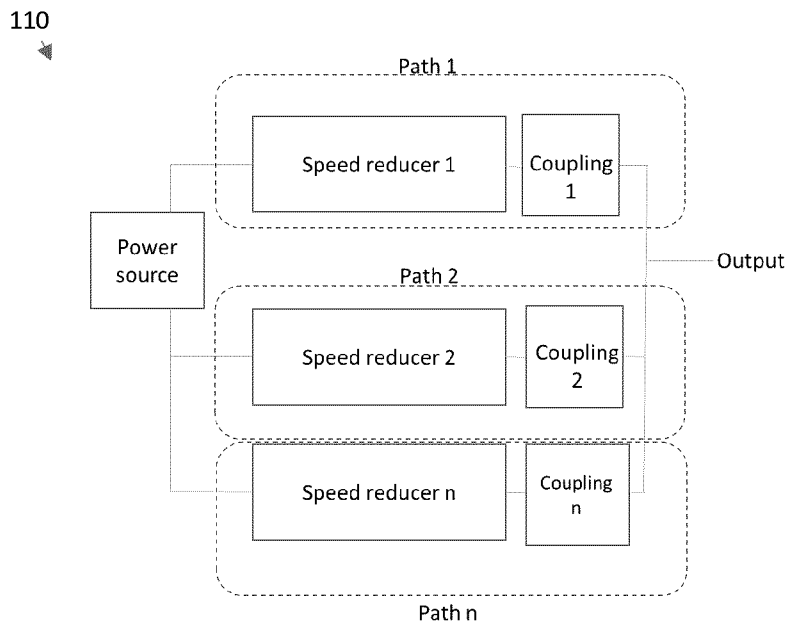 110
Path 1
Speed reducer 1
Coupling
1
Power
source
Output
Path 2
Speed reducer 2
Coupling
2
Speed reducer n
Coupling
n
Path n